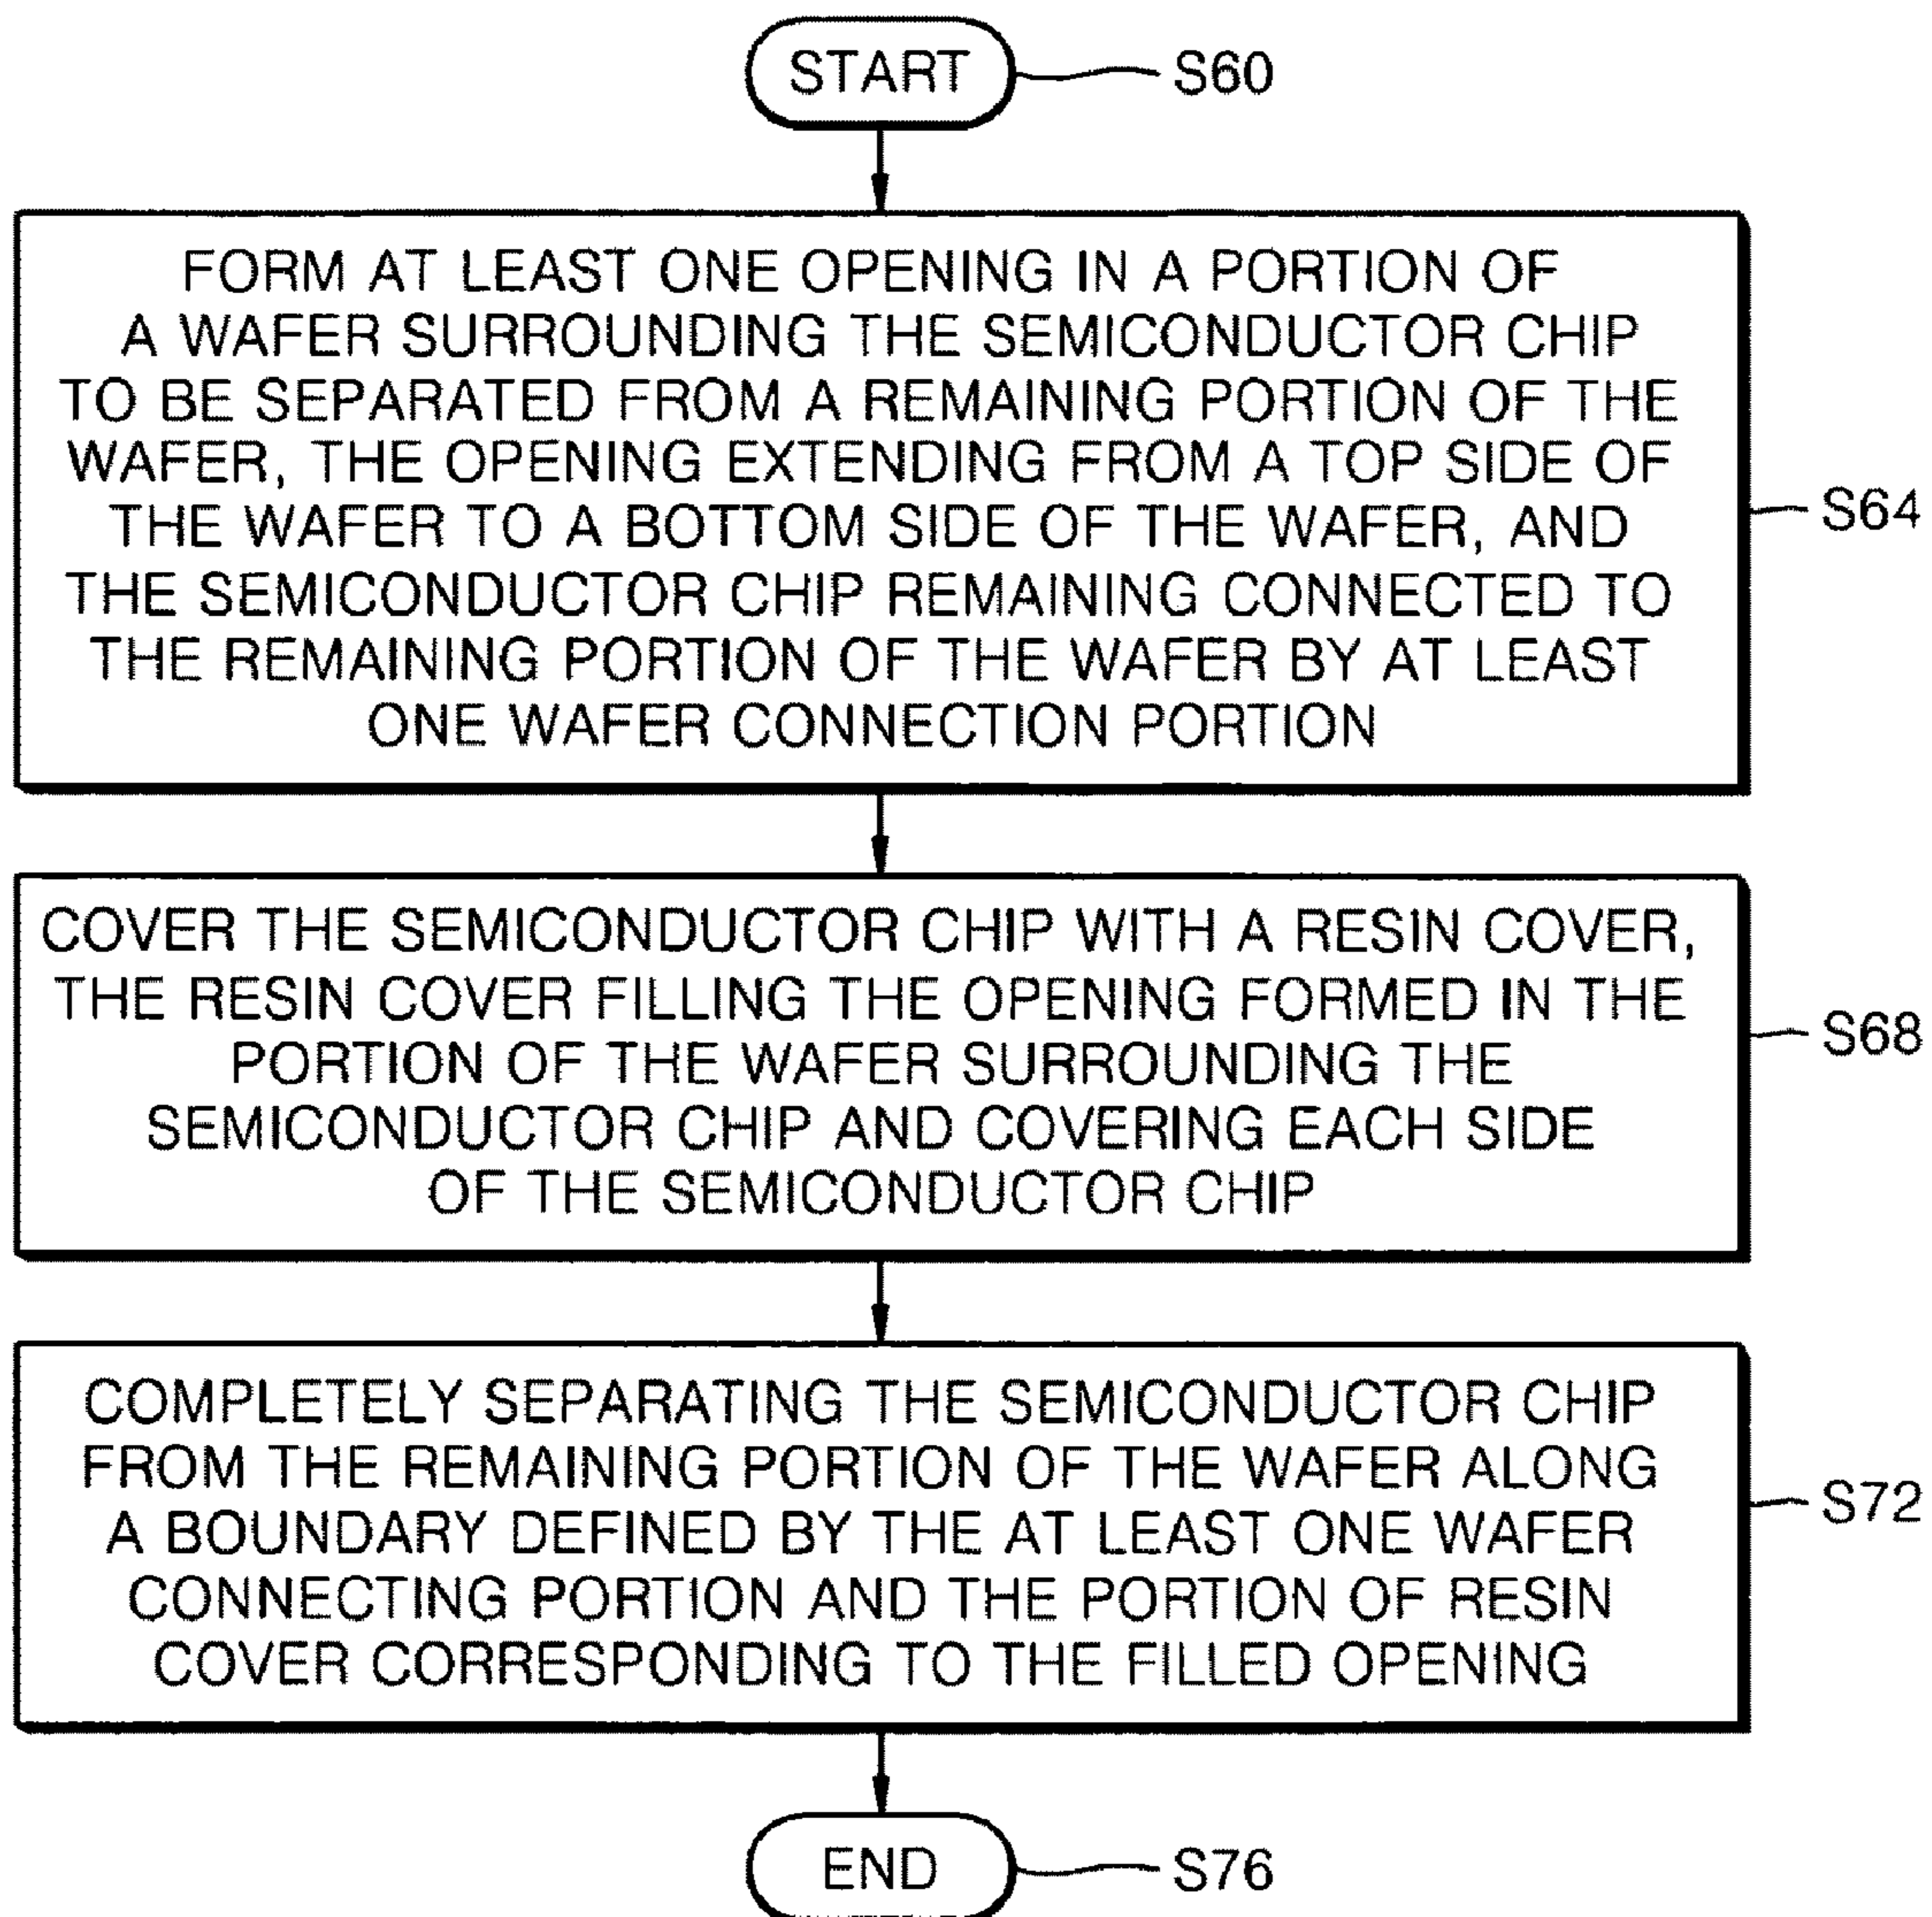 START
S60
FORM AT LEAST ONE OPENING IN A PORTION OF
A WAFER SURROUNDING THE SEMICONDUCTOR CHIP
TO BE SEPARATED FROM A REMAINING PORTION OF THE
WAFER, THE OPENING EXTENDING FROM A TOP SIDE OF
THE WAFER TO A BOTTOM SIDE OF THE WAFER, AND
THE SEMICONDUCTOR CHIP REMAINING CONNECTED TO
THE REMAINING PORTION OF THE WAFER BY AT LEAST
ONE WAFER CONNECTION PORTION
S64
COVER THE SEMICONDUCTOR CHIP WITH A RESIN COVER,
THE RESIN COVER FILLING THE OPENING FORMED IN THE
PORTION OF THE WAFER SURROUNDING THE
SEMICONDUCTOR CHIP AND COVERING EACH SIDE
OF THE SEMICONDUCTOR CHIP
S68
COMPLETELY SEPARATING THE SEMICONDUCTOR CHIP
FROM THE REMAINING PORTION OF THE WAFER ALONG
A BOUNDARY DEFINED BY THE AT LEAST ONE WAFER
CONNECTING PORTION AND THE PORTION OF RESIN
COVER CORRESPONDING TO THE FILLED OPENING
S72
END
S76